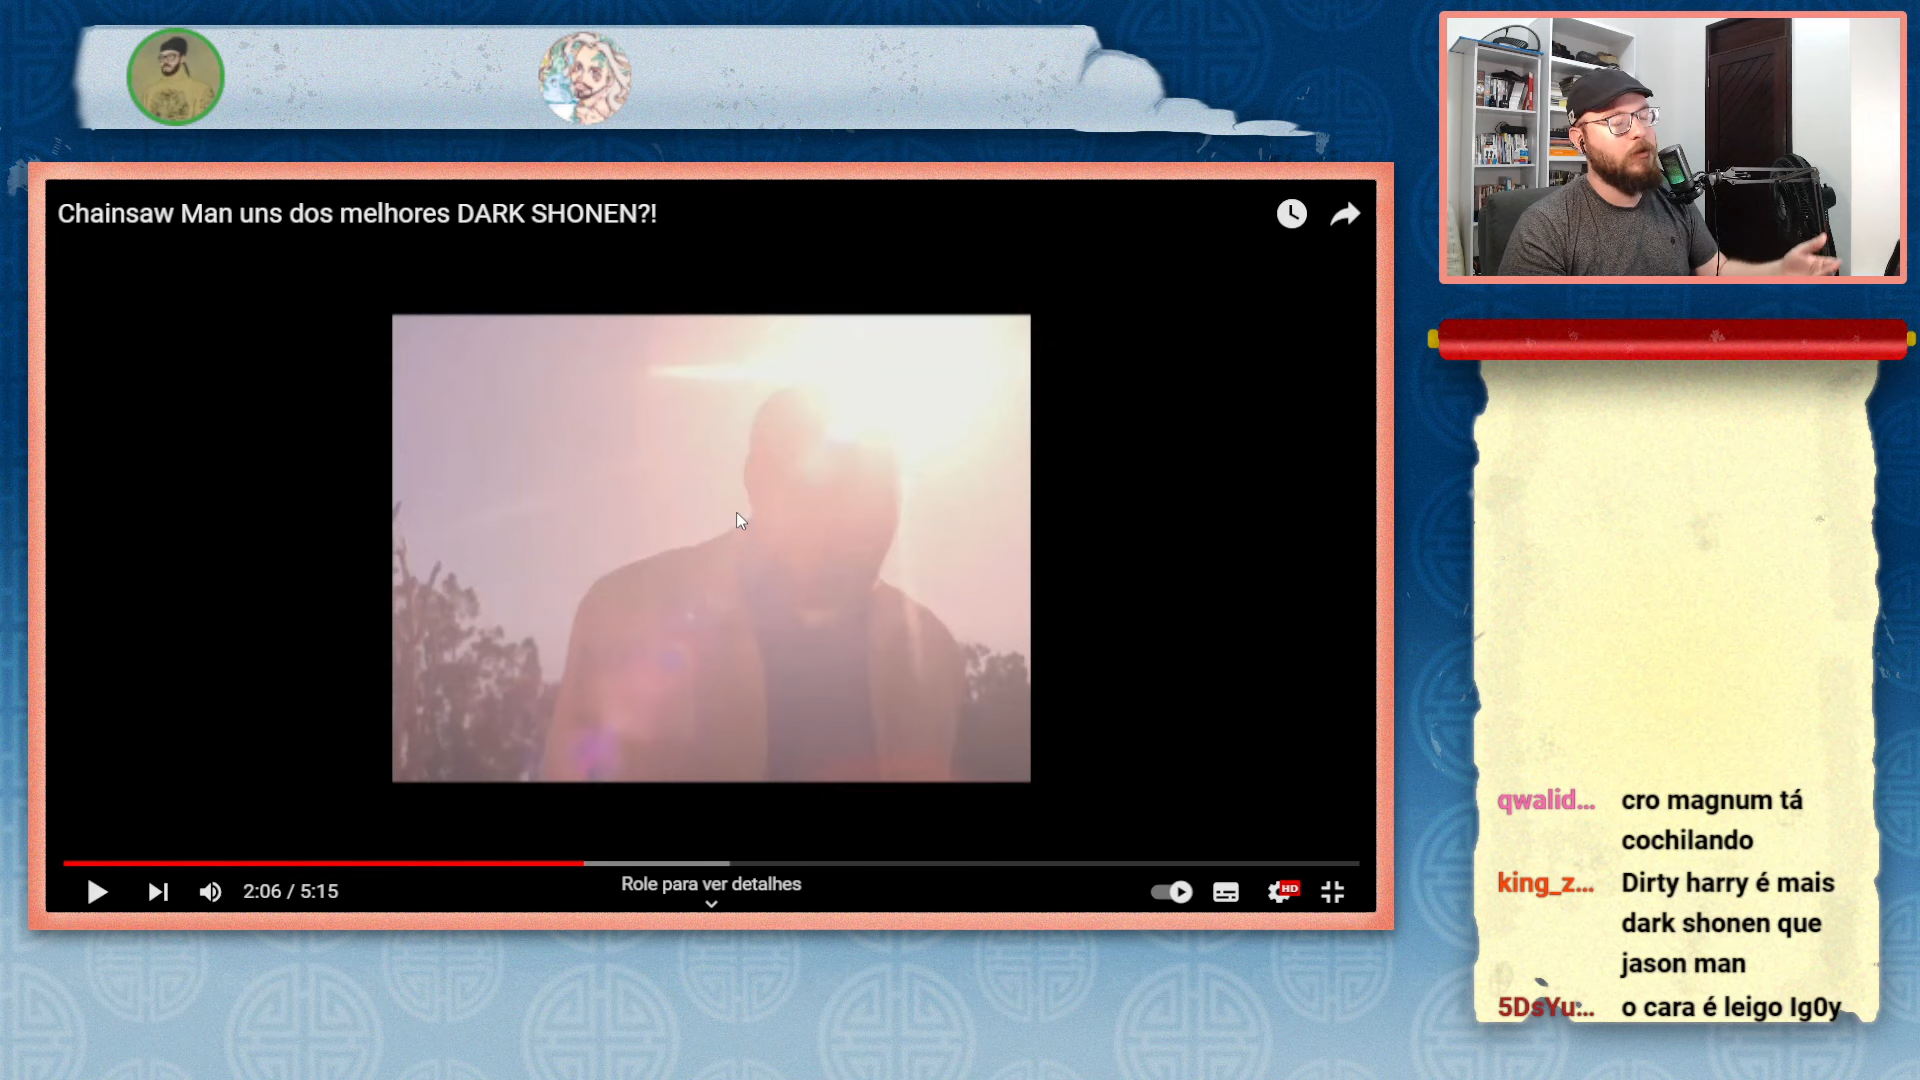 Chainsaw Man uns dos melhores DARK SHONEN?!
2:06 / 5:15
Role para ver detalhes
HD
qwalid... cro magnum tá
cochilando
king_z... Dirty harry é mais
dark shonen que
jason man
5DsYu... o cara é leigo Ig0y